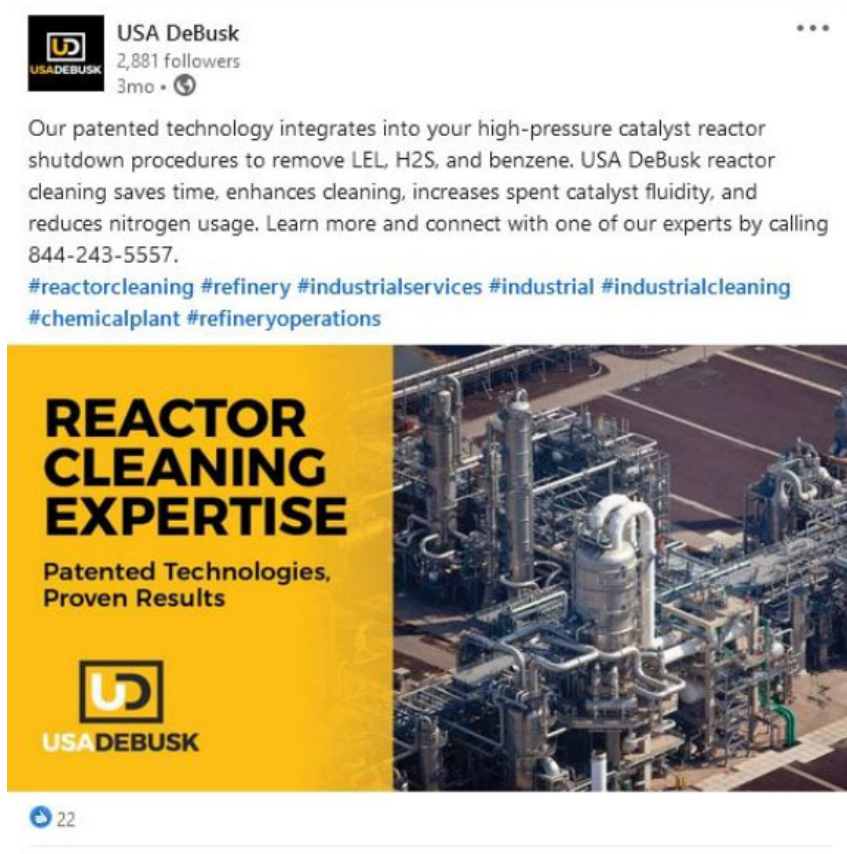 UD
USADEBUSK
USA DeBusk
2,881 followers
3mo •
Our patented technology integrates into your high-pressure catalyst reactor
shutdown procedures to remove LEL, H2S, and benzene. USA DeBusk reactor
cleaning saves time, enhances cleaning, increases spent catalyst fluidity, and
reduces nitrogen usage. Learn more and connect with one of our experts by calling
844-243-5557.
#reactorcleaning #refinery #industrialservices #industrial #industrialcleaning
#chemicalplant #refineryoperations
REACTOR
CLEANING
EXPERTISE
Patented Technologies,
Proven Results
UD
USADEBUSK
22